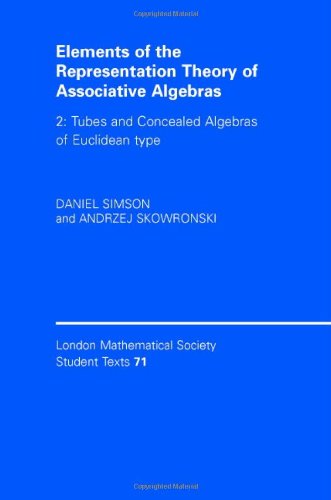 Elements of the
Representation Theory of
Associative Algebras
2: Tubes and Concealed Algebras
of Euclidean type
DANIEL SIMSON
and ANDRZEJ SKOWRONSKI
London Mathematical Society
Student Texts 71